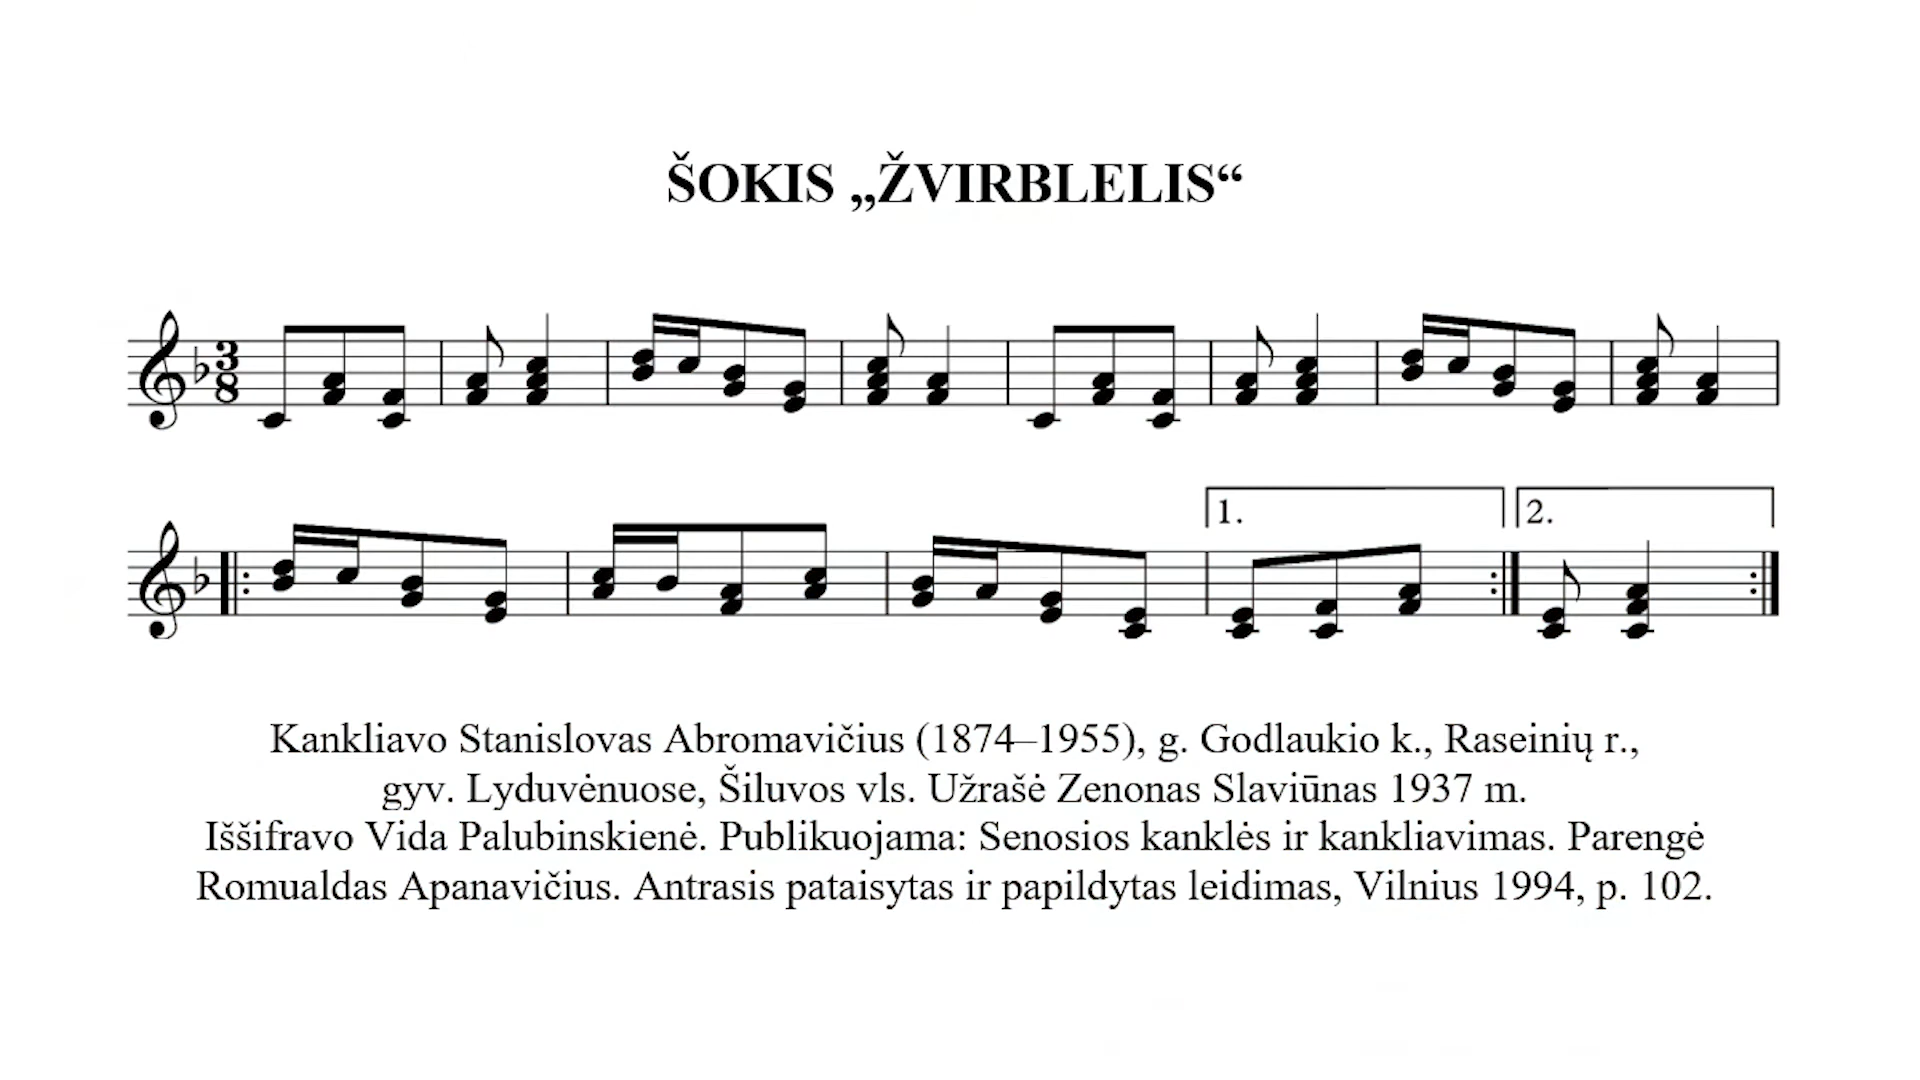 ŠOKIS „ŽVIRBLELIS“
3
8
1. 2.
Kankliavo Stanislovas Abromavičius (1874–1955), g. Godlaukio k., Raseinių r.,
gyv. Lyduvėnuose, Šiluvos vls. Užrašė Zenonas Slaviūnas 1937 m.
Iššifravo Vida Palubinskienė. Publikuojama: Senosios kanklės ir kankliavimas. Parengė
Romualdas Apanavičius. Antrasis pataisytas ir papildytas leidimas, Vilnius 1994, p. 102.